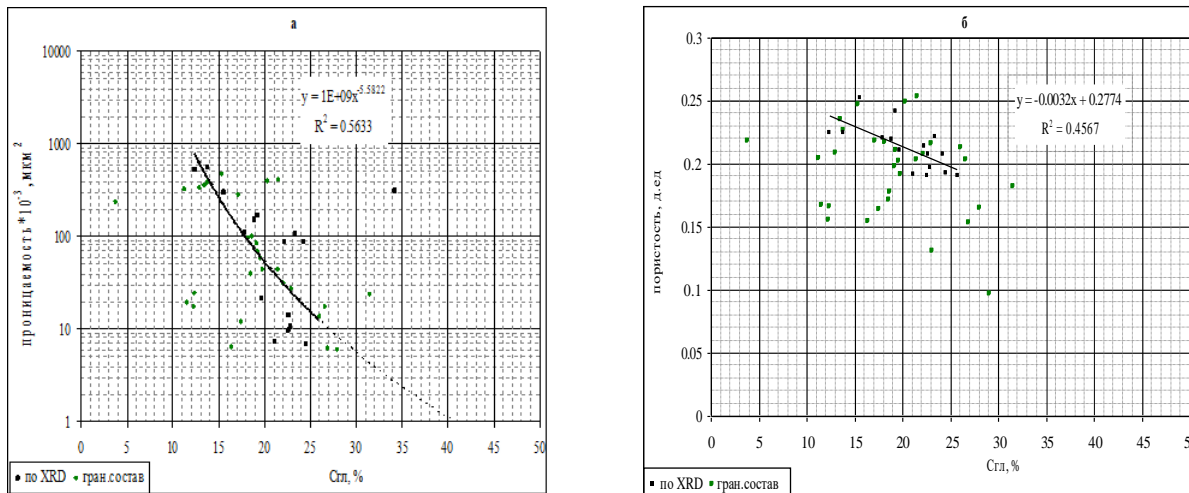 а
10000
1000
100
10
1
проницаемость*10⁻³, мкм²
y = 1E+09x^-5.5822
R² = 0.5633
0 5 10 15 20 25 30 35 40 45 50
Сгл, %
по XRD гран.состав
б
0.3
0.25
0.2
0.15
0.1
0.05
0
пористость, д.ед
y = -0.0032x + 0.2774
R² = 0.4567
0 5 10 15 20 25 30 35 40 45 50
Сгл, %
по XRD гран.состав